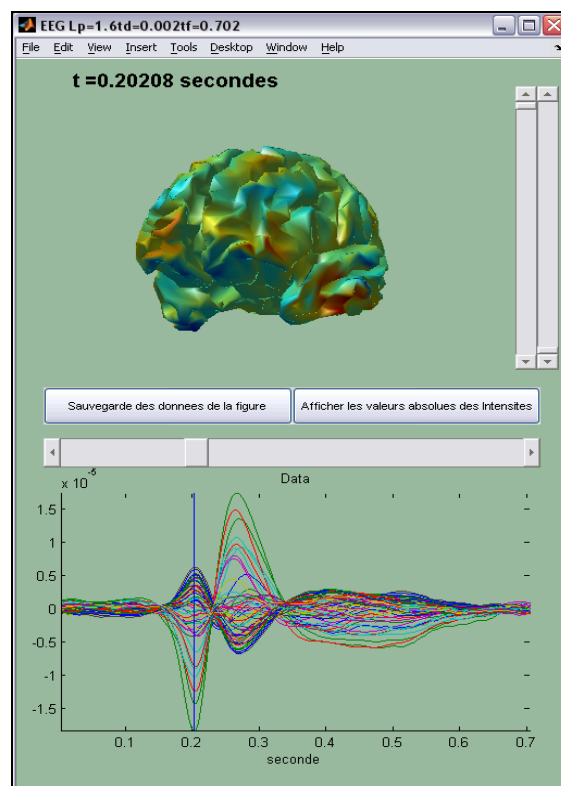 EEG Lp=1.6td=0.002tf=0.702
File Edit View Insert Tools Desktop Window Help
t =0.20208 secondes
Sauvegarde des donnees de la figure
Afficher les valeurs absolues des Intensites
x 10^-5
Data
1.5
1
0.5
0
-0.5
-1
-1.5
0.1 0.2 0.3 0.4 0.5 0.6 0.7
seconde